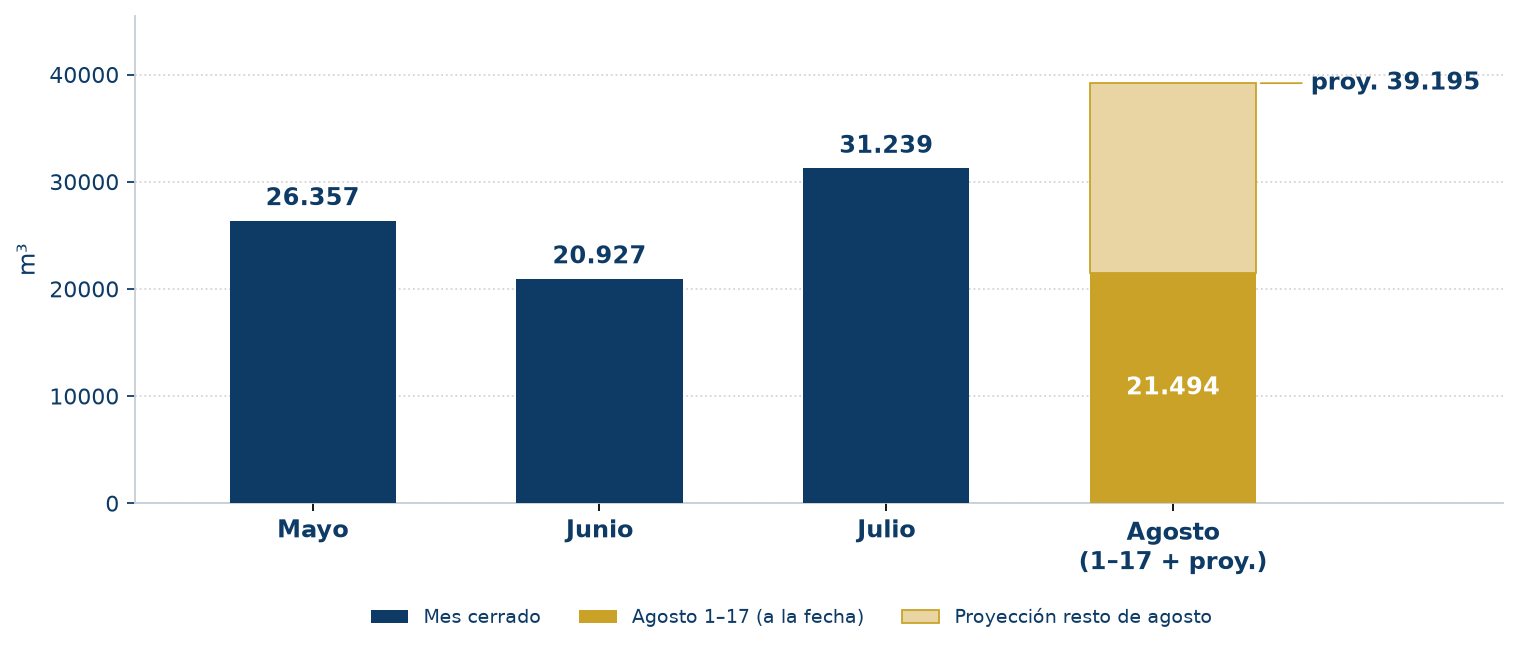 40000
30000
20000
10000
0
m³
26.357
20.927
31.239
21.494
proy. 39.195
Mayo
Junio
Julio
Agosto
(1–17 + proy.)
Mes cerrado
Agosto 1–17 (a la fecha)
Proyección resto de agosto